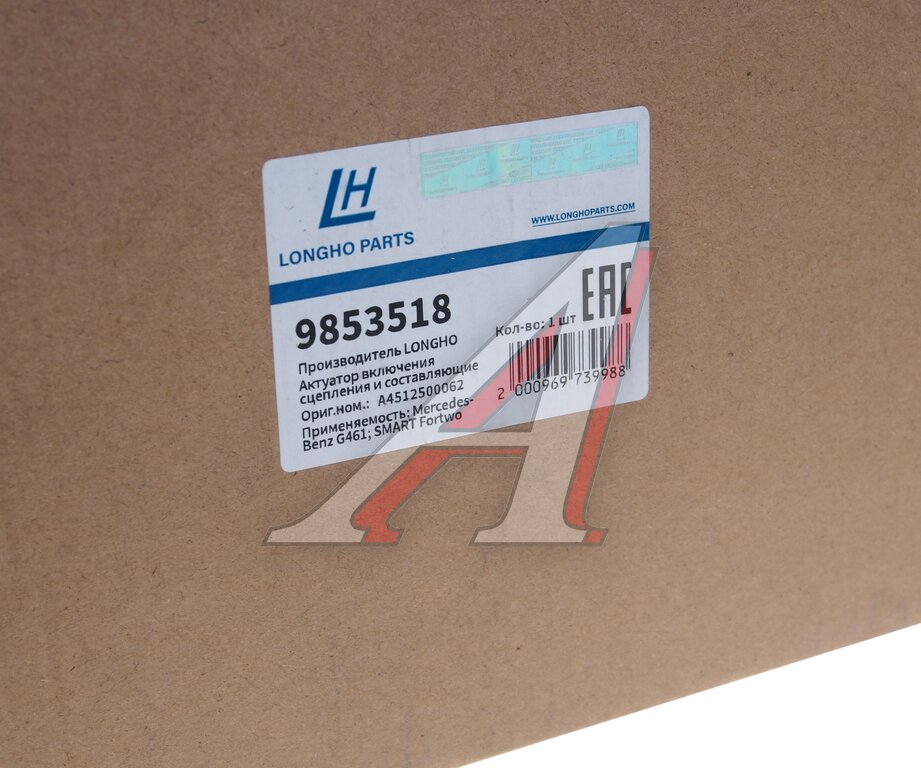 LH
LONGHO PARTS
WWW.LONGHOPARTS.COM
9853518
Производитель LONGHO
Актуатор включения
сцепления и составляющие
Ориг.ном.: A4512500062
Применяемость: Mercedes-
Benz G461; SMART Fortwo
EAC
Кол-во: 1 шт
2 000969 739988